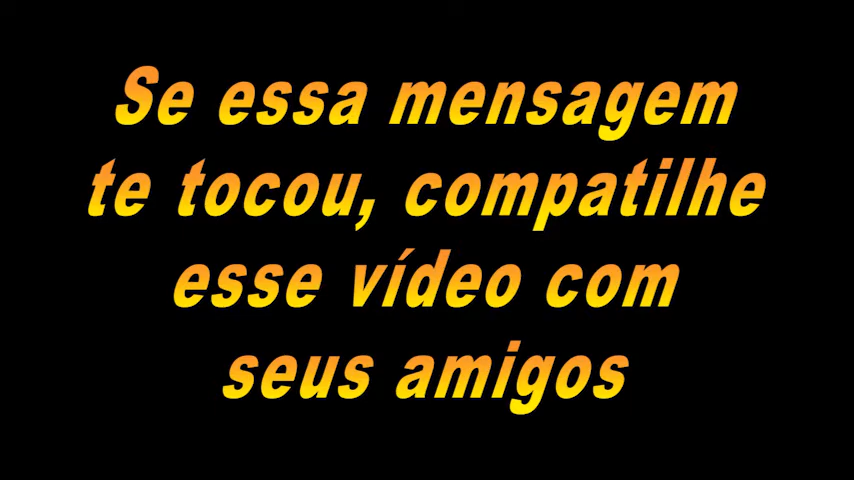 Se essa mensagem
te tocou, compatilhe
esse vídeo com
seus amigos